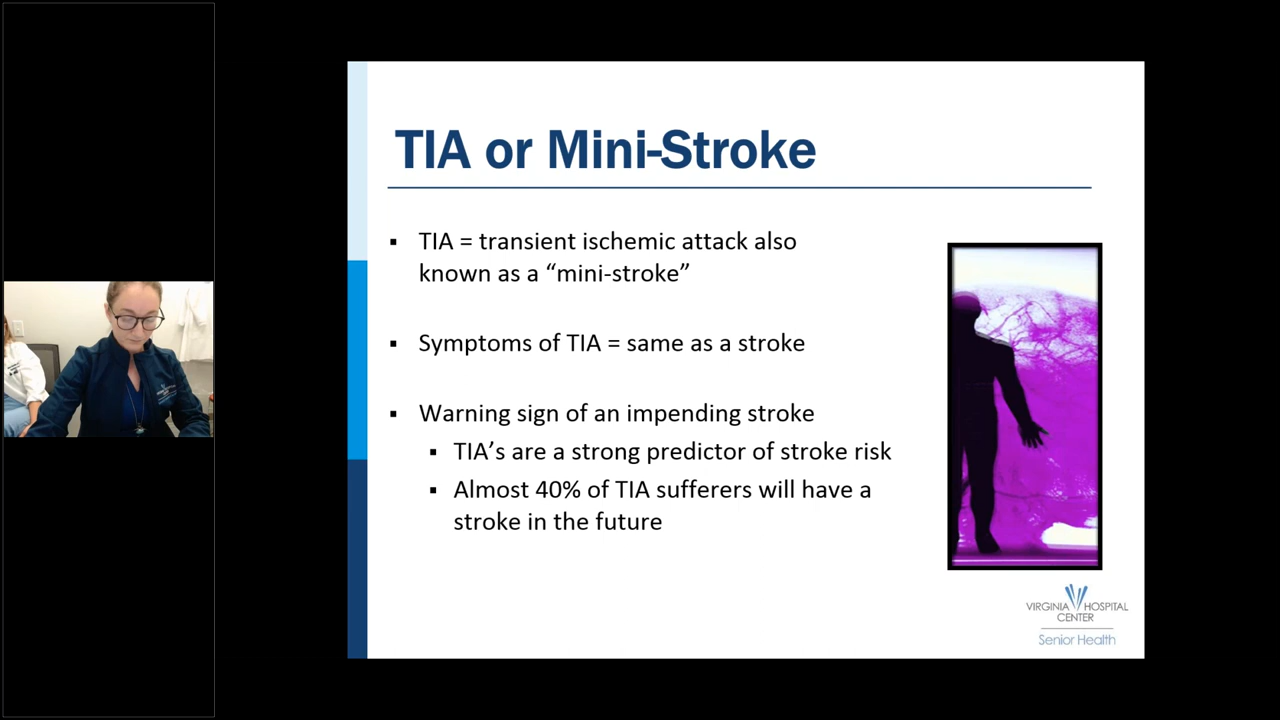 TIA or Mini-Stroke
▪ TIA = transient ischemic attack also
known as a “mini-stroke”
▪ Symptoms of TIA = same as a stroke
▪ Warning sign of an impending stroke
▪ TIA’s are a strong predictor of stroke risk
▪ Almost 40% of TIA sufferers will have a
stroke in the future
VIRGINIA HOSPITAL
CENTER
Senior Health